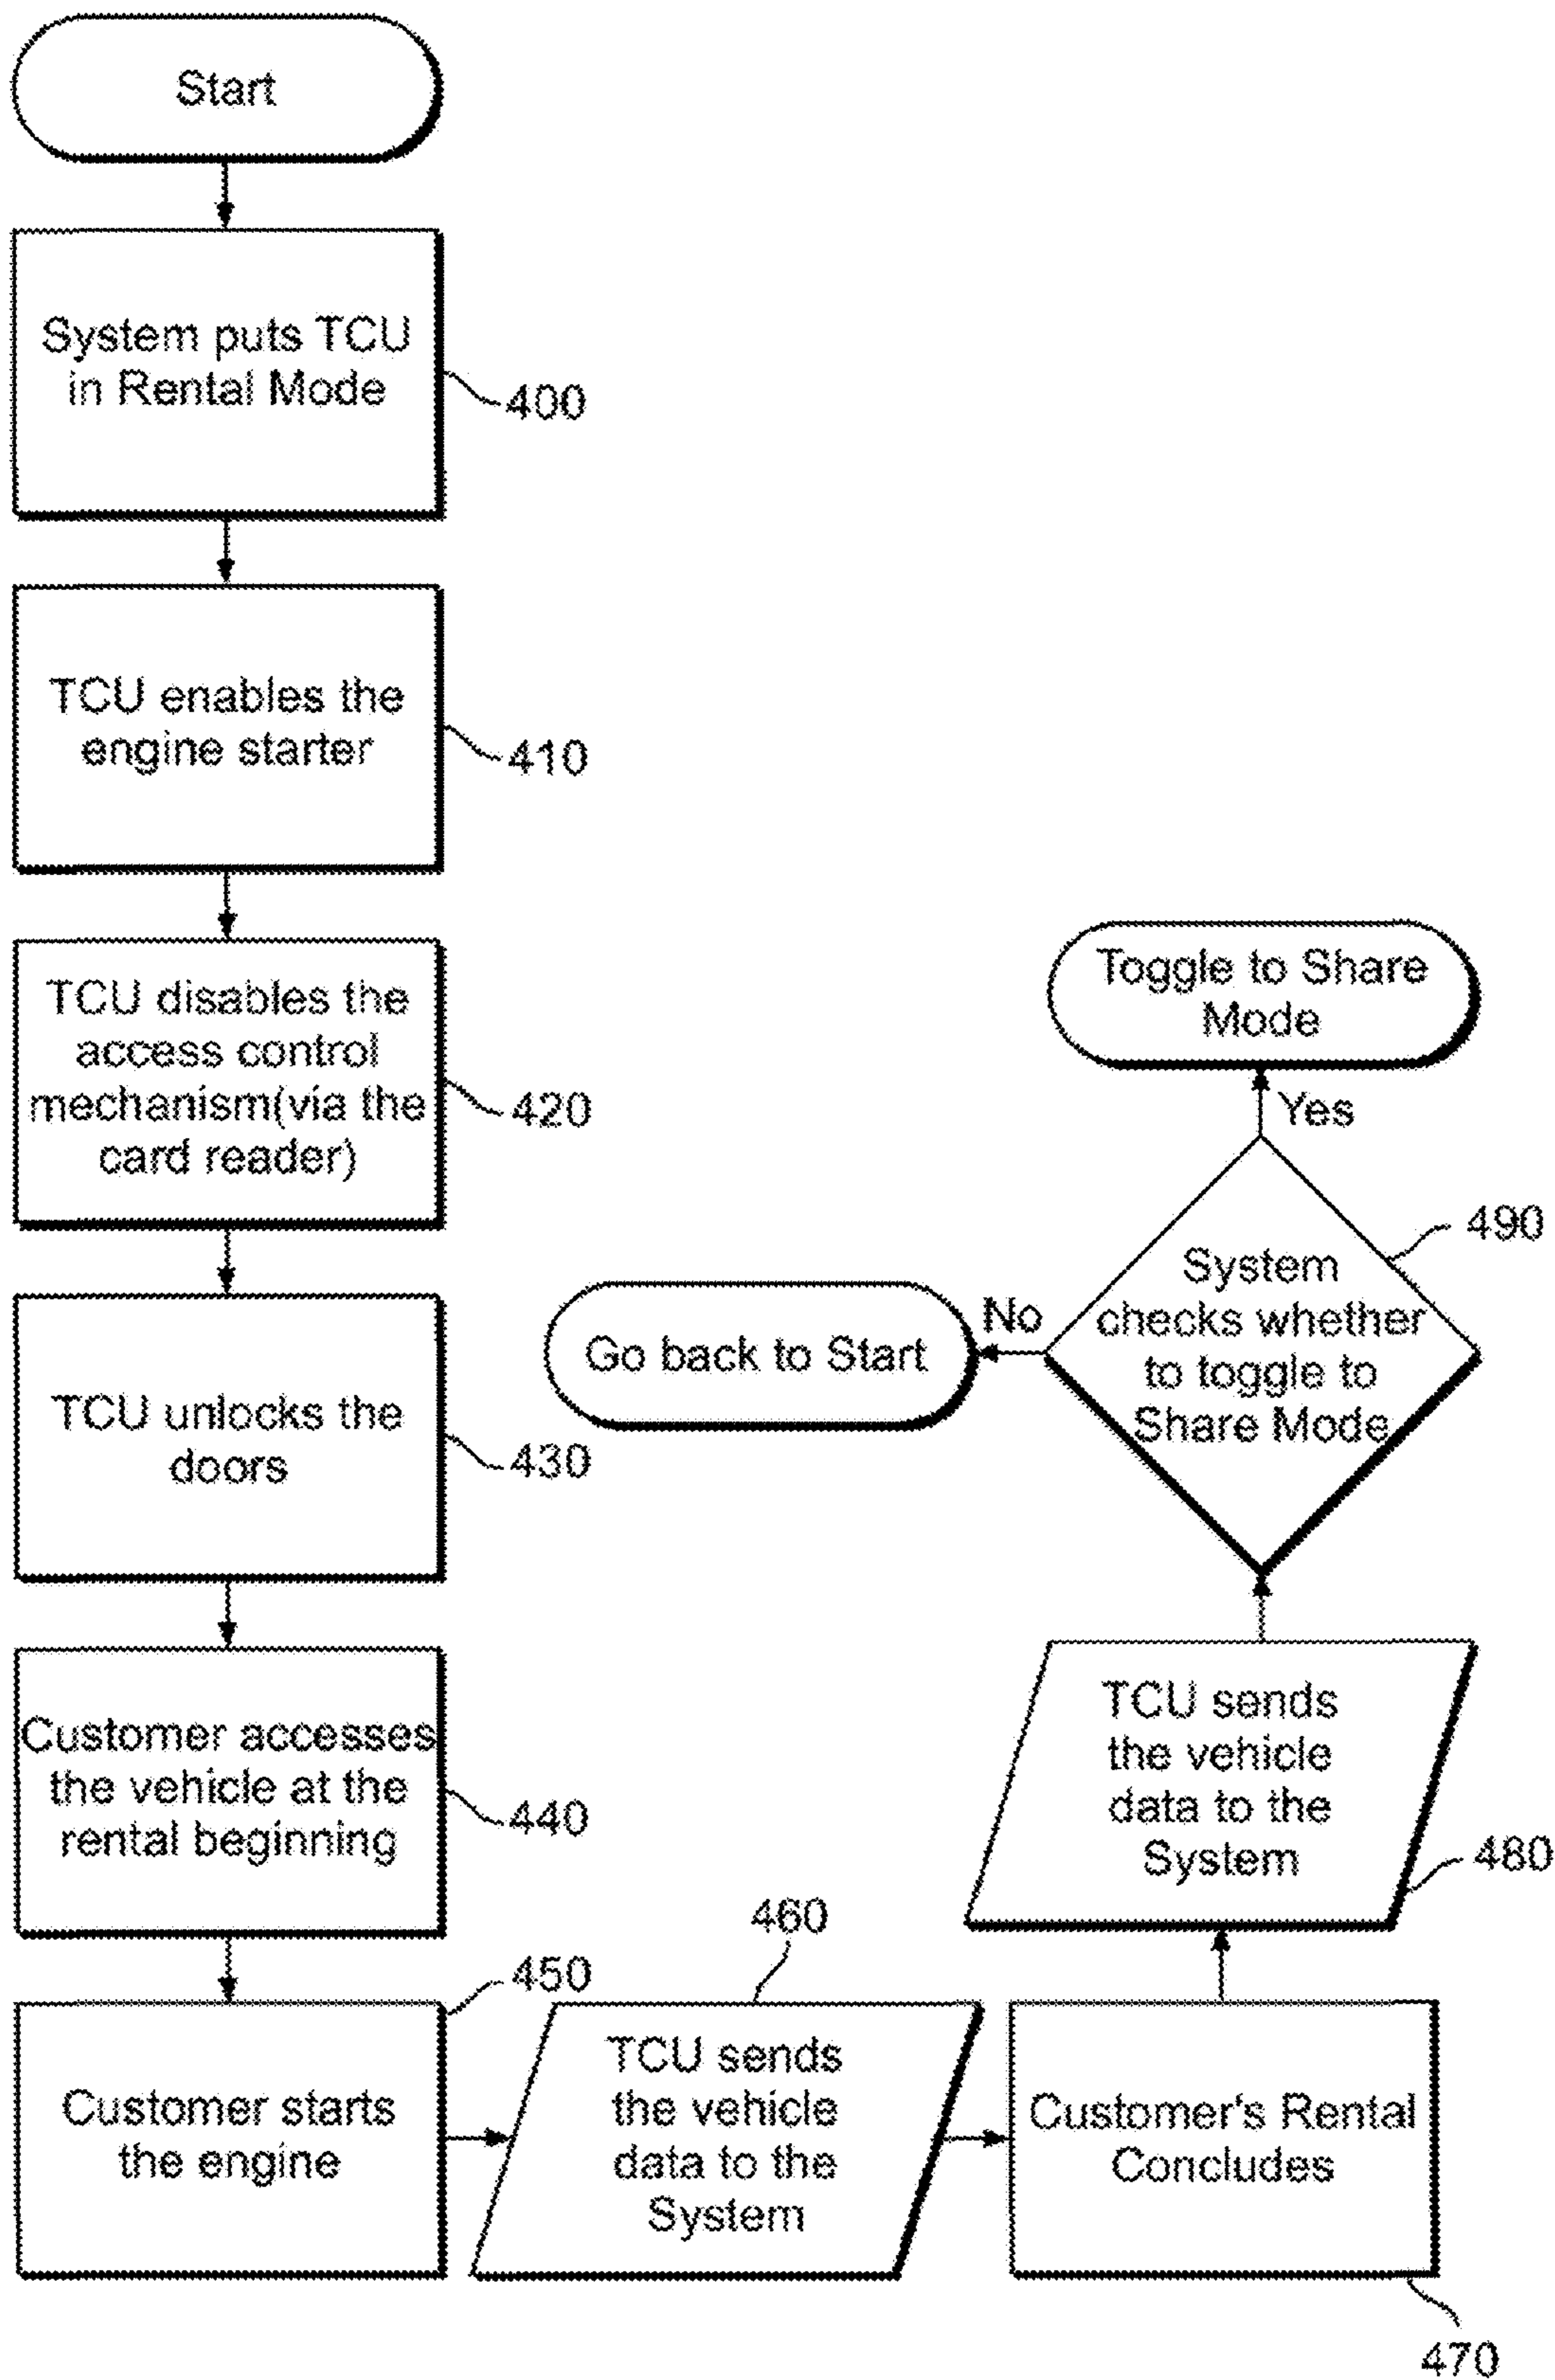 Start
System puts TCU
in Rental Mode
400
TCU enables the
engine starter
410
TCU disables the
access control
mechanism(via the
card reader)
420
TCU unlocks the
doors
430
Customer accesses
the vehicle at the
rental beginning
440
Customer starts
the engine
450
TCU sends
the vehicle
data to the
System
460
Customer's Rental
Concludes
470
TCU sends
the vehicle
data to the
System
480
System
checks whether
to toggle to
Share Mode
490
No
Go back to Start
Yes
Toggle to Share
Mode